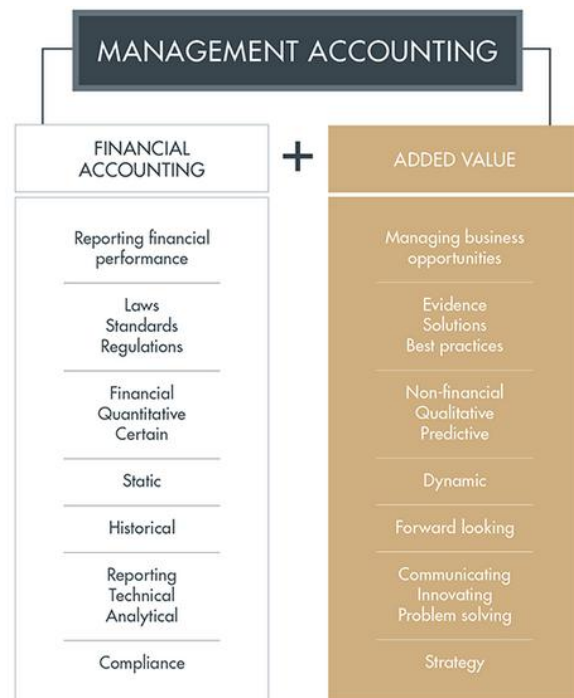 MANAGEMENT ACCOUNTING
FINANCIAL
ACCOUNTING
+
ADDED VALUE
Reporting financial
performance
Laws
Standards
Regulations
Financial
Quantitative
Certain
Static
Historical
Reporting
Technical
Analytical
Compliance
Managing business
opportunities
Evidence
Solutions
Best practices
Non-financial
Qualitative
Predictive
Dynamic
Forward looking
Communicating
Innovating
Problem solving
Strategy